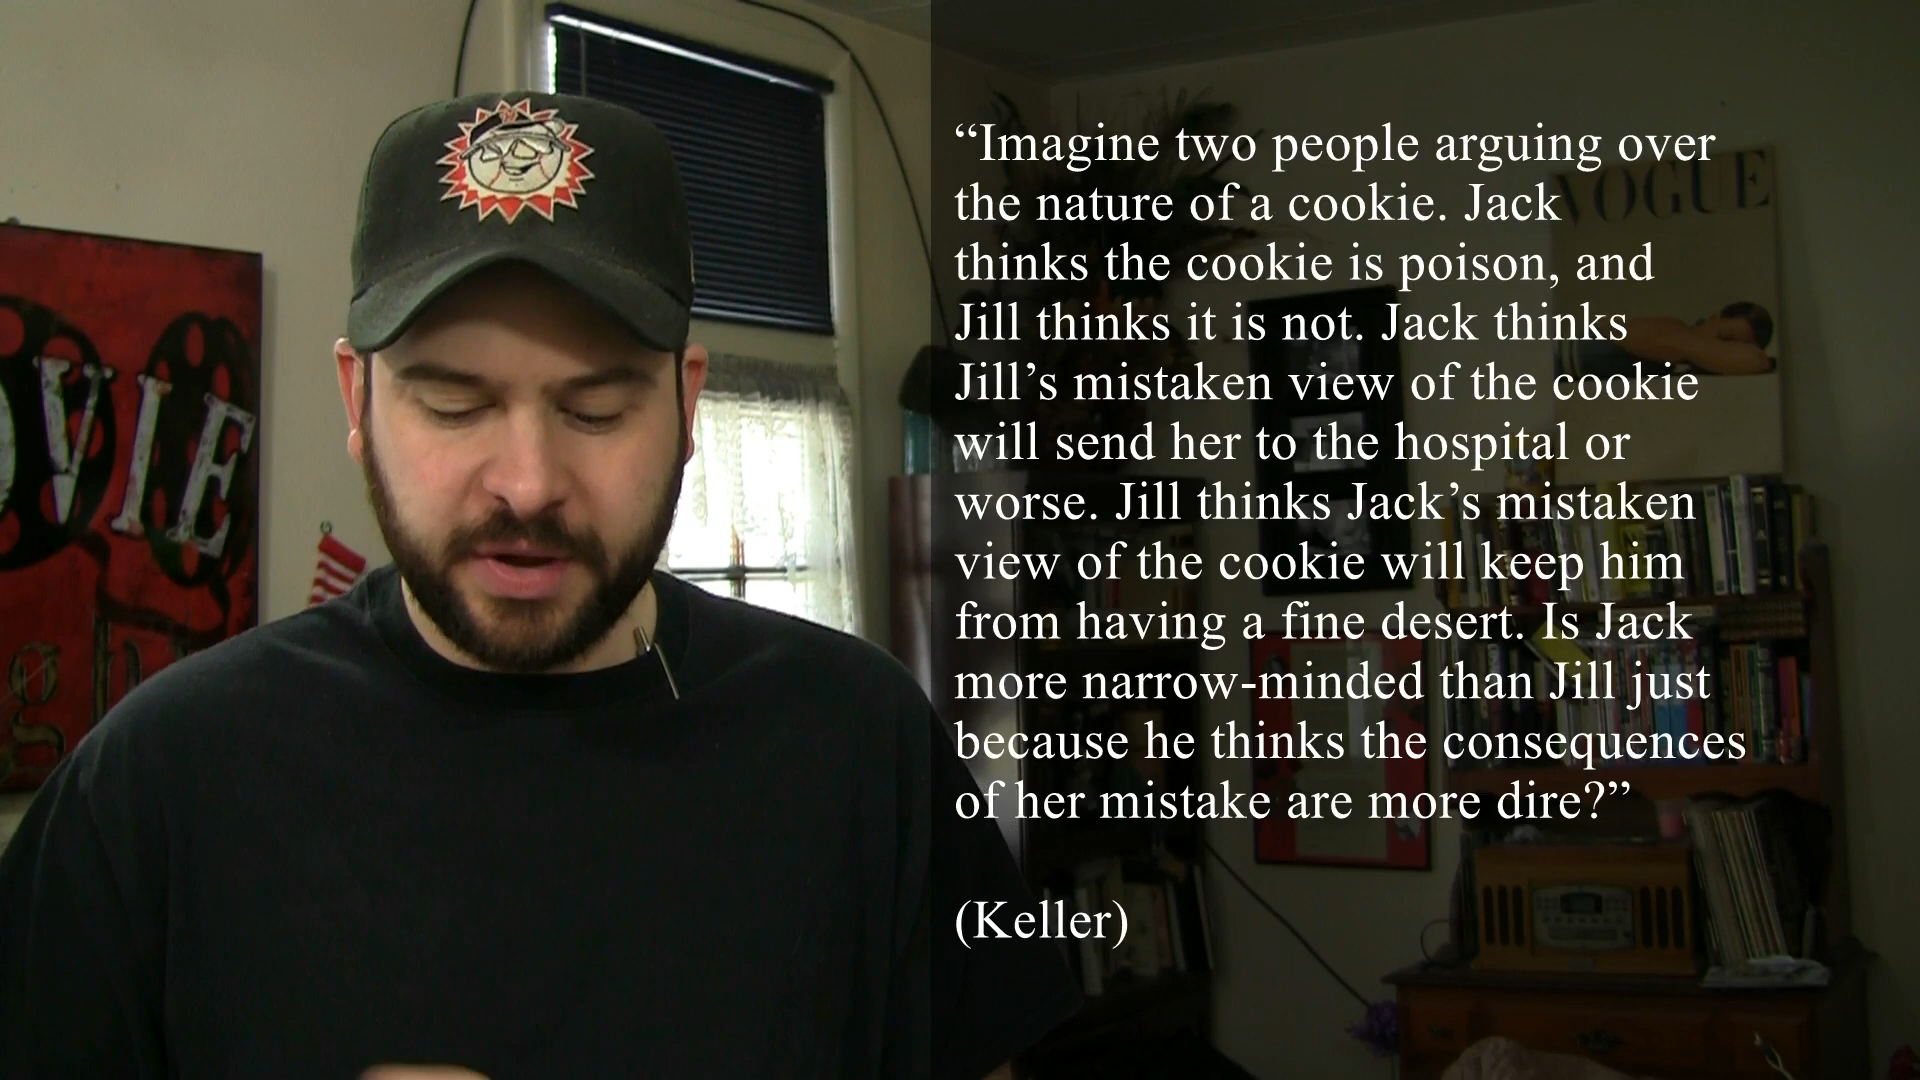 “Imagine two people arguing over
the nature of a cookie. Jack
thinks the cookie is poison, and
Jill thinks it is not. Jack thinks
Jill’s mistaken view of the cookie
will send her to the hospital or
worse. Jill thinks Jack’s mistaken
view of the cookie will keep him
from having a fine desert. Is Jack
more narrow-minded than Jill just
because he thinks the consequences
of her mistake are more dire?”
(Keller)
VOGUE
OVIE
gh